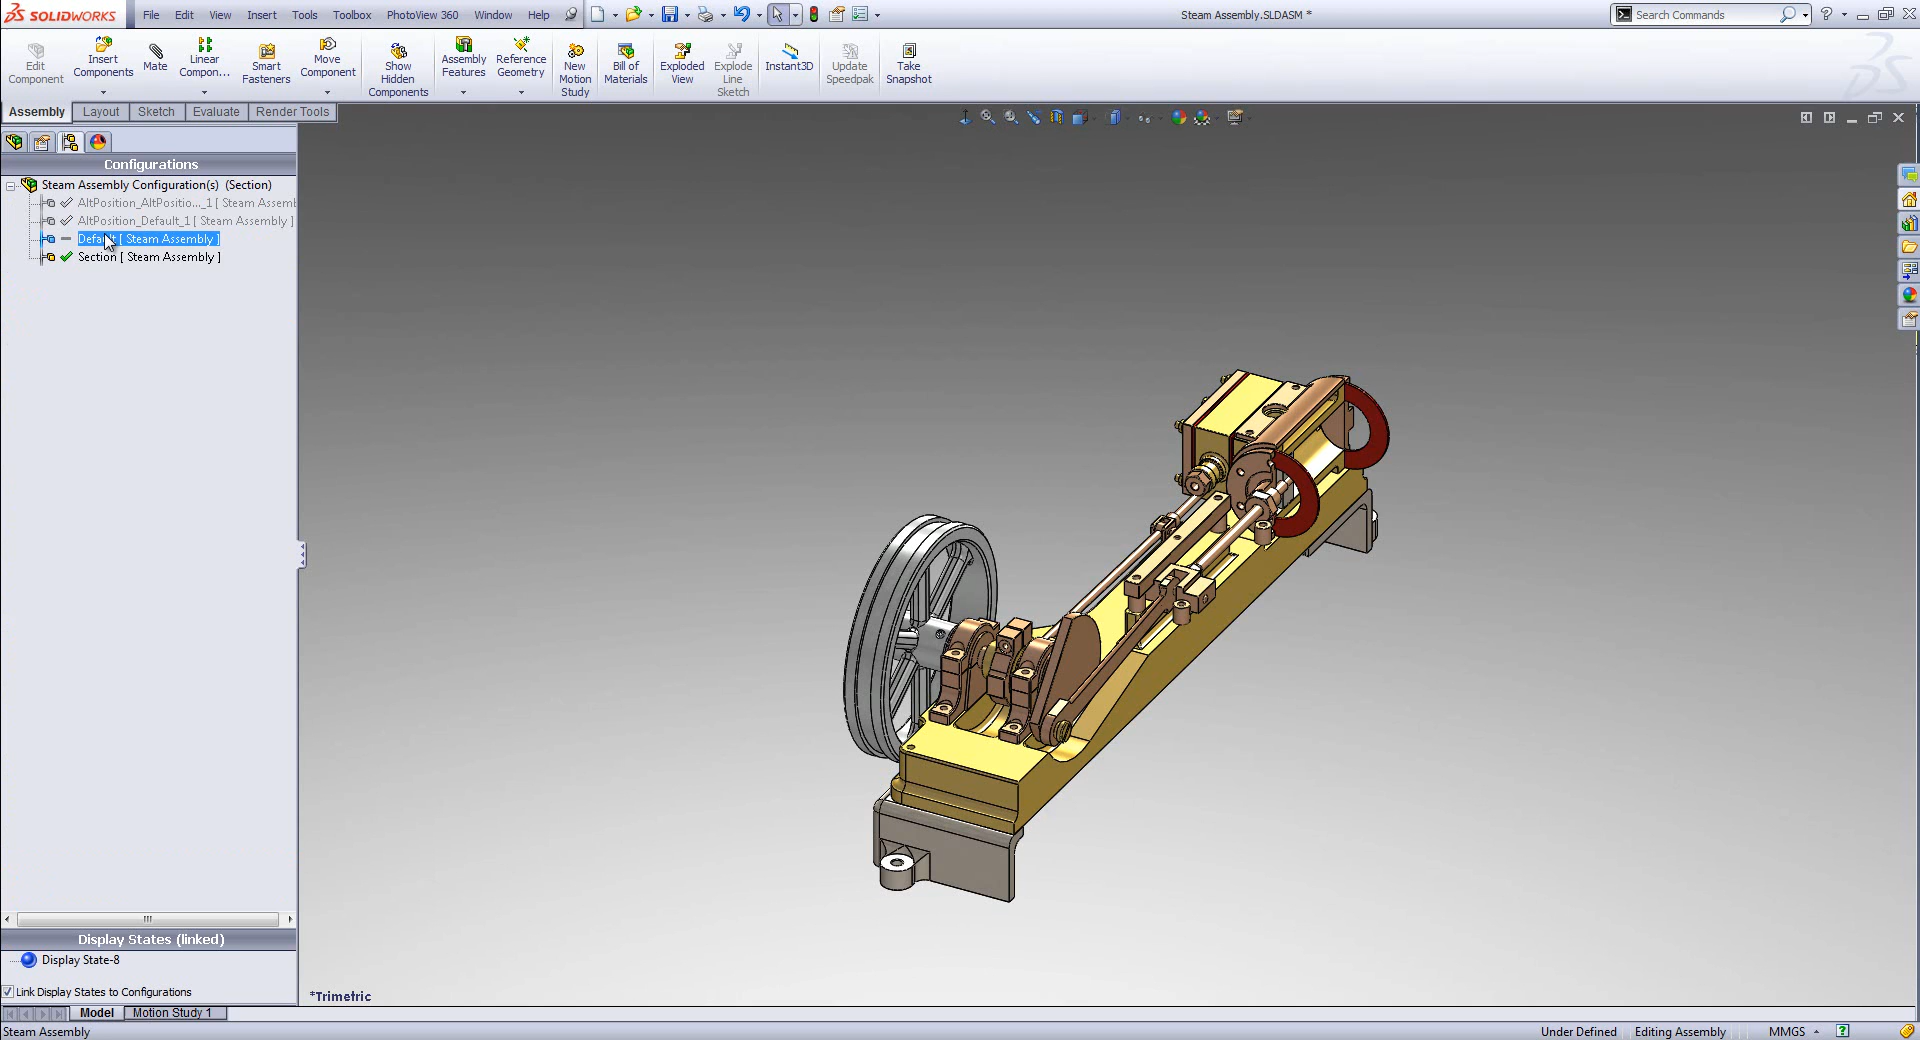 SOLIDWORKS File Edit View Insert Tools Toolbox PhotoView 360 Window Help Steam Assembly.SLDASM * Search Commands
Edit Component
Insert Components
Mate
Linear Compon...
Smart Fasteners
Move Component
Show Hidden Components
Assembly Features
Reference Geometry
New Motion Study
Bill of Materials
Exploded View
Explode Line Sketch
Instant3D
Update Speedpak
Take Snapshot
Assembly Layout Sketch Evaluate Render Tools
Configurations
Steam Assembly Configuration(s) (Section)
AltPosition_AltPositio..._1 [ Steam Assemb
AltPosition_Default_1 [ Steam Assembly ]
Default [ Steam Assembly ]
Section [ Steam Assembly ]
Display States (linked)
Display State-8
Link Display States to Configurations
*Trimetric
Model Motion Study 1
Steam Assembly Under Defined Editing Assembly MMGS